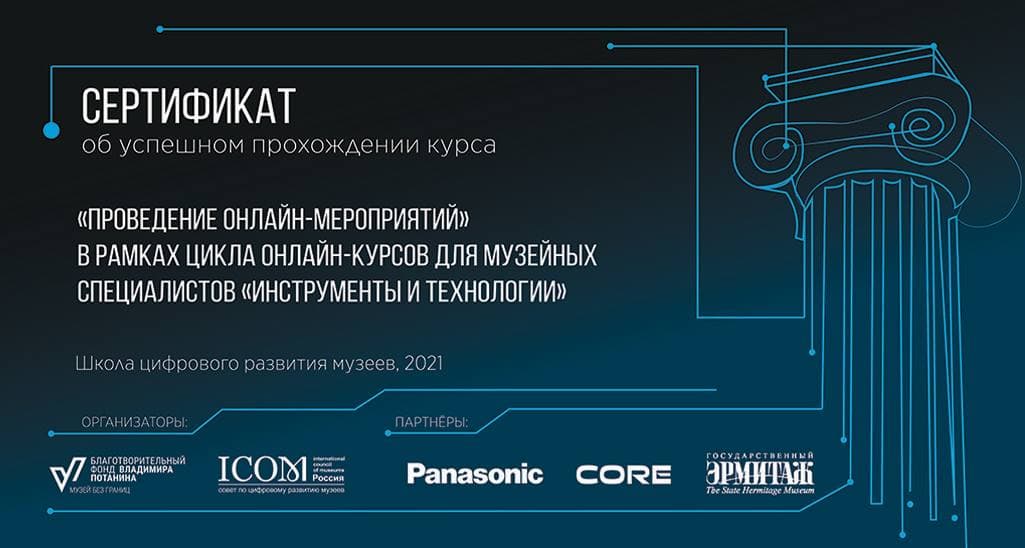 СЕРТИФИКАТ
об успешном прохождении курса
«ПРОВЕДЕНИЕ ОНЛАЙН-МЕРОПРИЯТИЙ»
В РАМКАХ ЦИКЛА ОНЛАЙН-КУРСОВ ДЛЯ МУЗЕЙНЫХ
СПЕЦИАЛИСТОВ «ИНСТРУМЕНТЫ И ТЕХНОЛОГИИ»
Школа цифрового развития музеев, 2021
ОРГАНИЗАТОРЫ:
БЛАГОТВОРИТЕЛЬНЫЙ
ФОНД ВЛАДИМИРА
ПОТАНИНА
МУЗЕЙ БЕЗ ГРАНИЦ
ICOM
international
council
of museums
Россия
совет по цифровому развитию музеев
ПАРТНЁРЫ:
Panasonic
CORE
ГОСУДАРСТВЕННЫЙ
ЭРМИТАЖ
The State Hermitage Museum